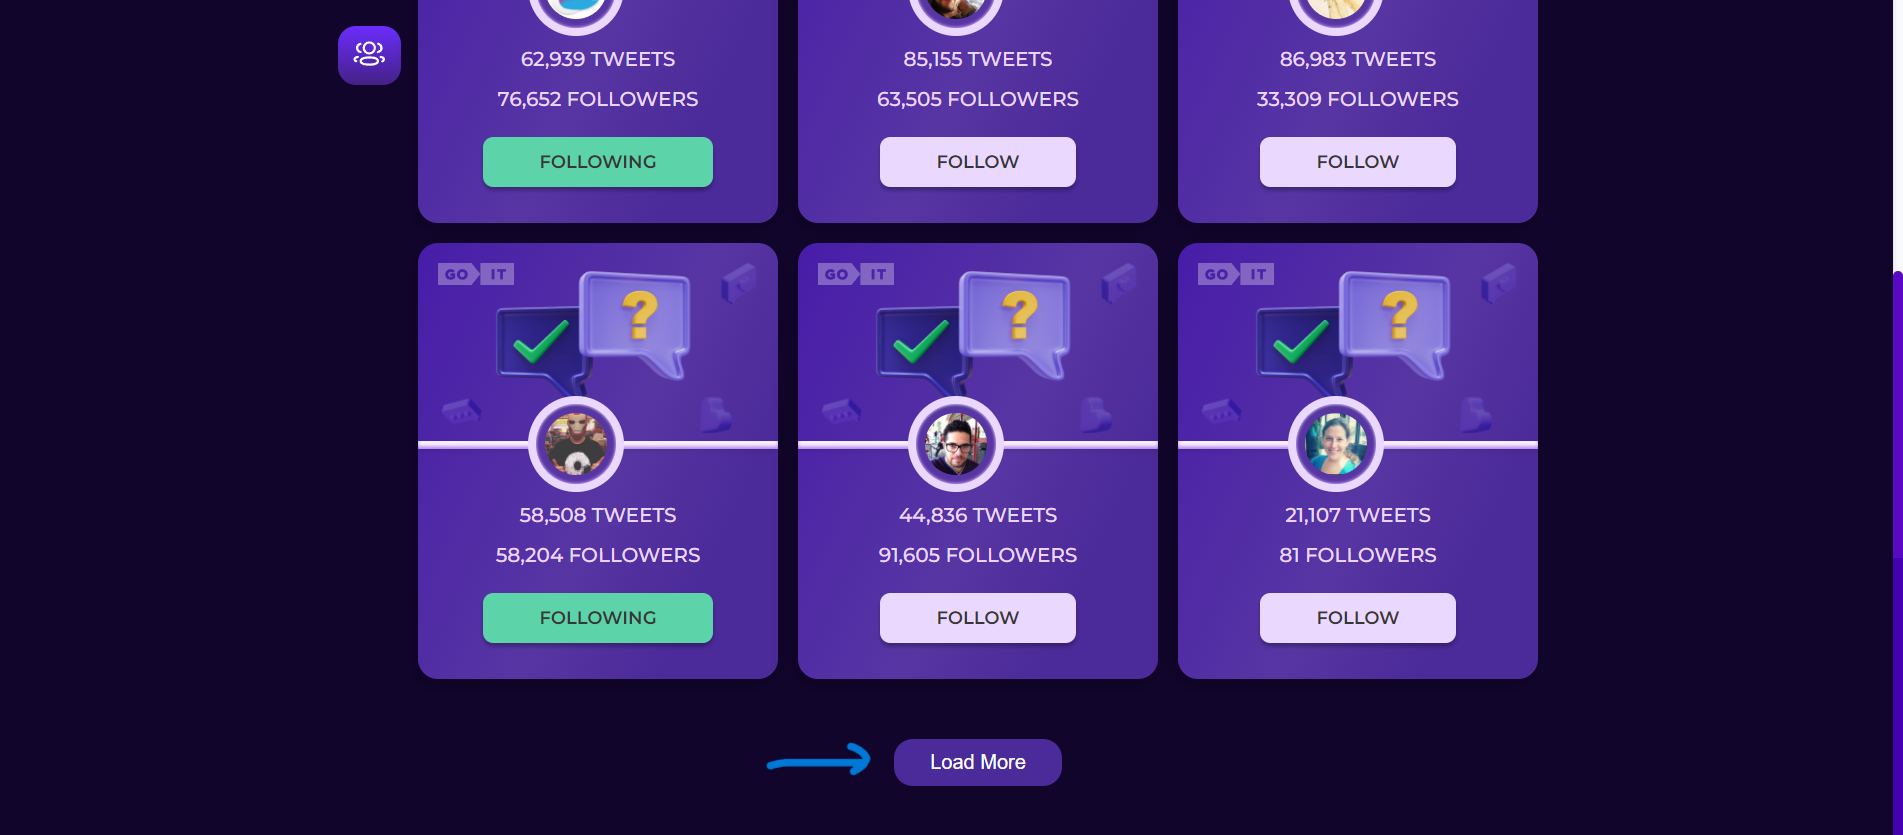 62,939 TWEETS
76,652 FOLLOWERS
FOLLOWING
85,155 TWEETS
63,505 FOLLOWERS
FOLLOW
86,983 TWEETS
33,309 FOLLOWERS
FOLLOW
GO IT
58,508 TWEETS
58,204 FOLLOWERS
FOLLOWING
GO IT
44,836 TWEETS
91,605 FOLLOWERS
FOLLOW
GO IT
21,107 TWEETS
81 FOLLOWERS
FOLLOW
Load More